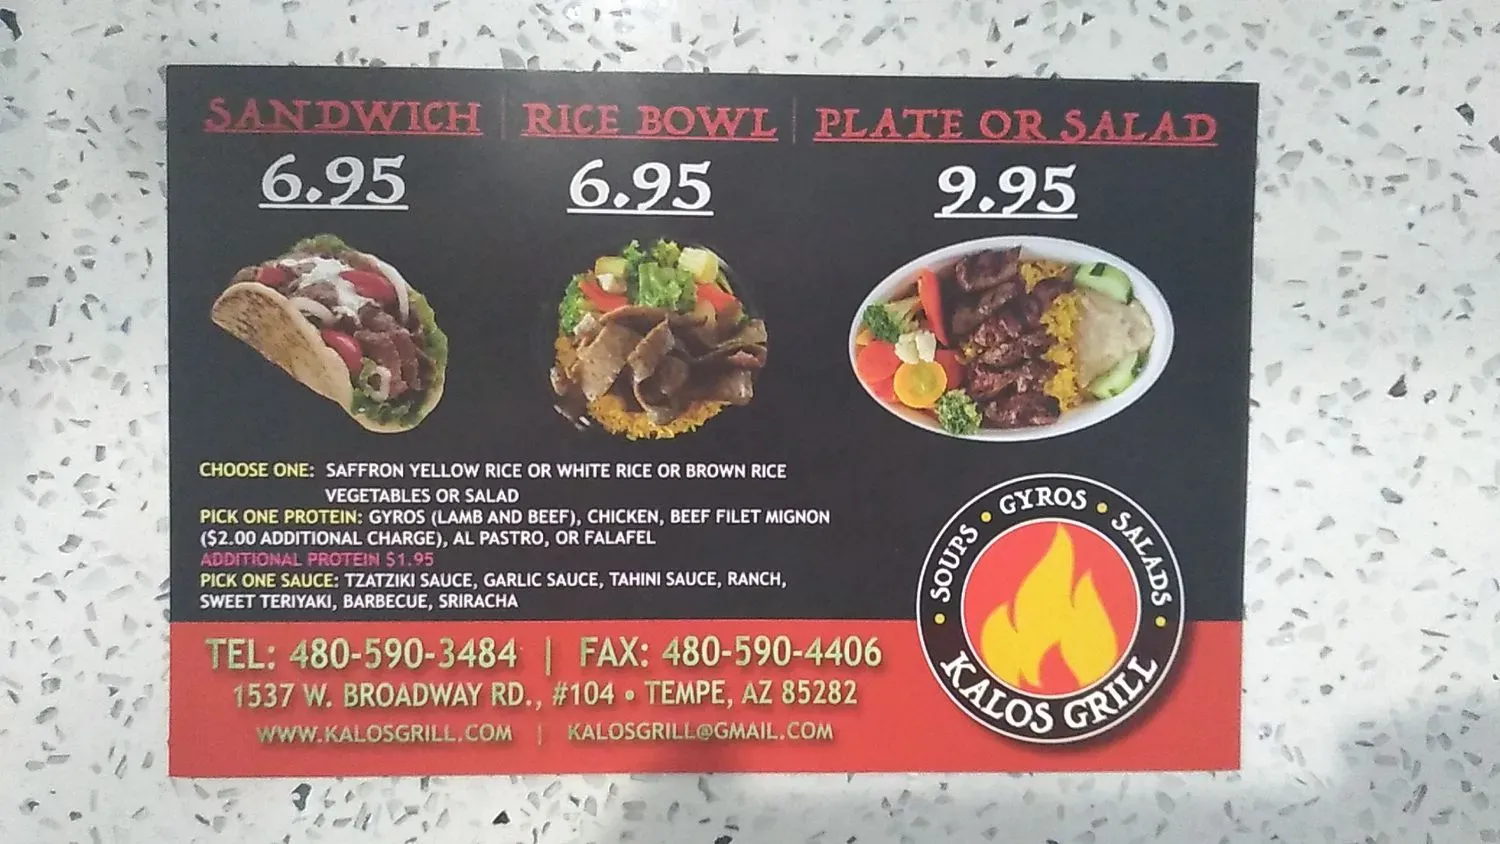 SANDWICH | RICE BOWL | PLATE OR SALAD
6.95 6.95 9.95
CHOOSE ONE: SAFFRON YELLOW RICE OR WHITE RICE OR BROWN RICE
VEGETABLES OR SALAD
PICK ONE PROTEIN: GYROS (LAMB AND BEEF), CHICKEN, BEEF FILET MIGNON
($2.00 ADDITIONAL CHARGE), AL PASTRO, OR FALAFEL
ADDITIONAL PROTEIN $1.95
PICK ONE SAUCE: TZATZIKI SAUCE, GARLIC SAUCE, TAHINI SAUCE, RANCH,
SWEET TERIYAKI, BARBECUE, SRIRACHA
TEL: 480-590-3484 | FAX: 480-590-4406
1537 W. BROADWAY RD., #104 • TEMPE, AZ 85282
WWW.KALOSGRILL.COM | KALOSGRILL@GMAIL.COM
• SOUPS • GYROS • SALADS •
KALOS GRILL